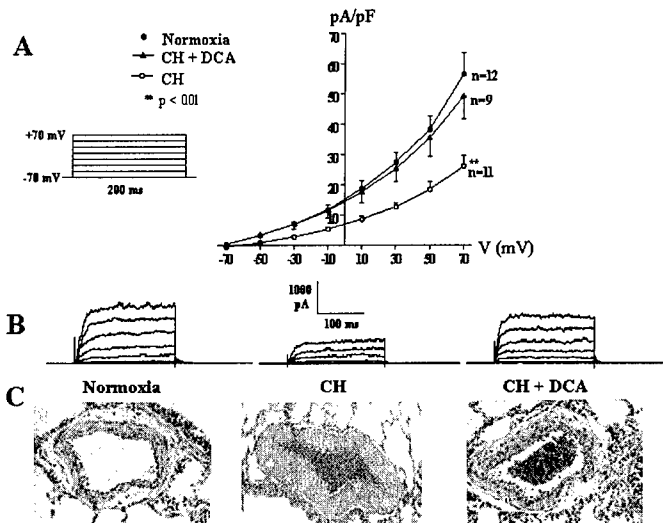 A
pA/pF
Normoxia
CH + DCA
CH
** p < 0.01
+70 mV
-70 mV
200 ms
70
60
50
40
30
20
10
n=12
n=9
**
n=11
-70 -50 -30 -10 10 30 50 70
V (mV)
B
1000
pA
100 ms
Normoxia
CH
CH + DCA
C